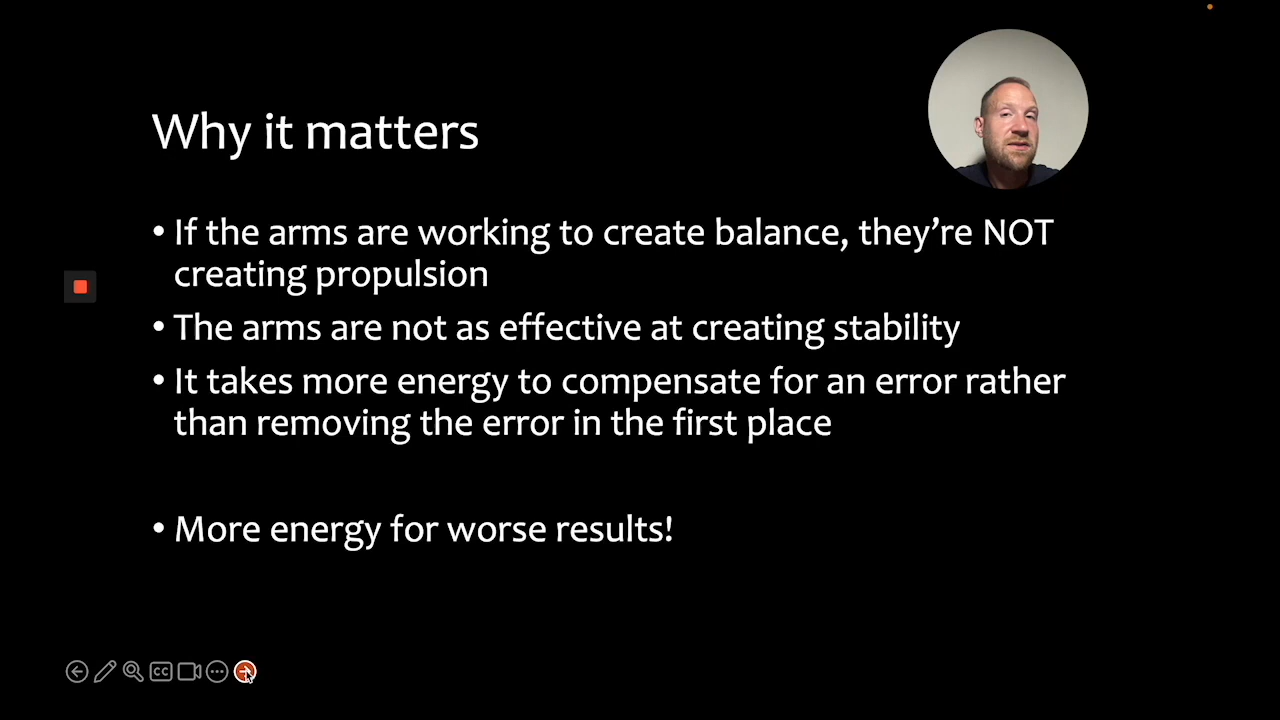 Why it matters
• If the arms are working to create balance, they’re NOT
creating propulsion
• The arms are not as effective at creating stability
• It takes more energy to compensate for an error rather
than removing the error in the first place
• More energy for worse results!
CC